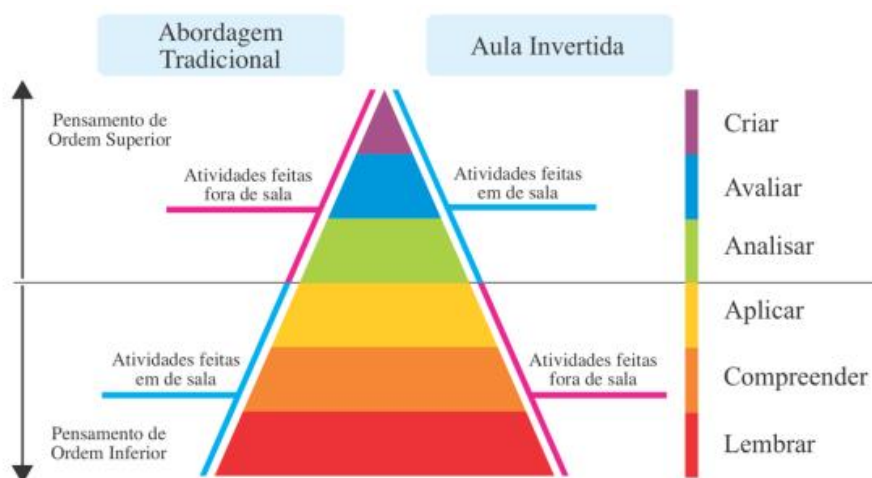 Abordagem
Tradicional
Aula Invertida
Pensamento de
Ordem Superior
Atividades feitas
fora de sala
Atividades feitas
em de sala
Criar
Avaliar
Analisar
Atividades feitas
em de sala
Atividades feitas
fora de sala
Pensamento de
Ordem Inferior
Aplicar
Compreender
Lembrar